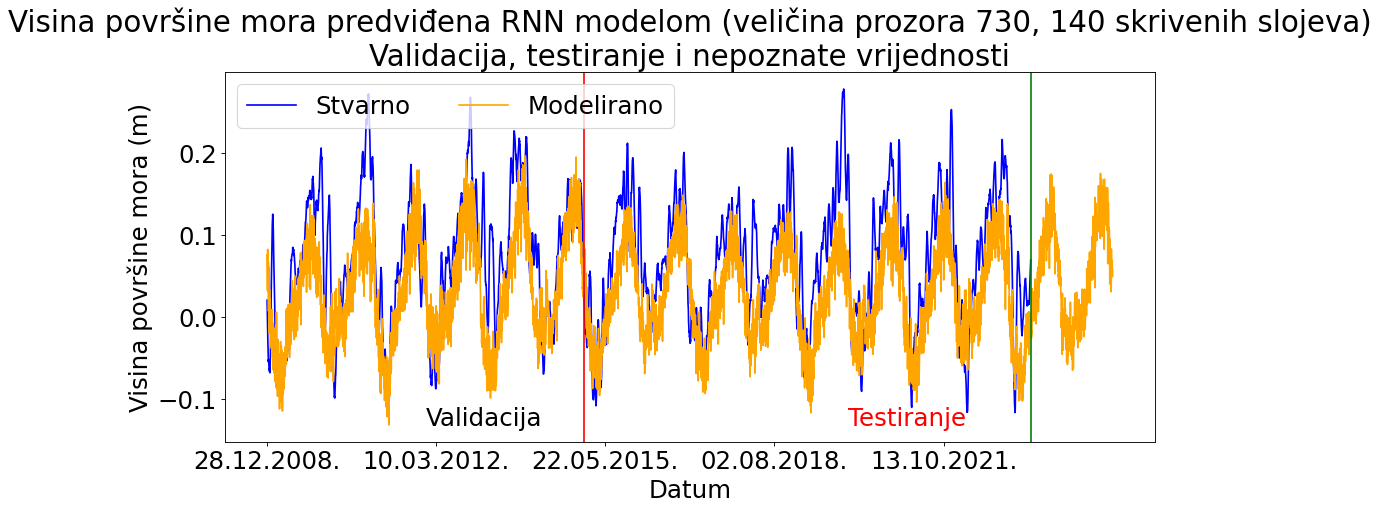 Visina površine mora predviđena RNN modelom (veličina prozora 730, 140 skrivenih slojeva)
Validacija, testiranje i nepoznate vrijednosti
Stvarno Modelirano
Visina površine mora (m)
0.2
0.1
0.0
−0.1
Validacija Testiranje
28.12.2008. 10.03.2012. 22.05.2015. 02.08.2018. 13.10.2021.
Datum